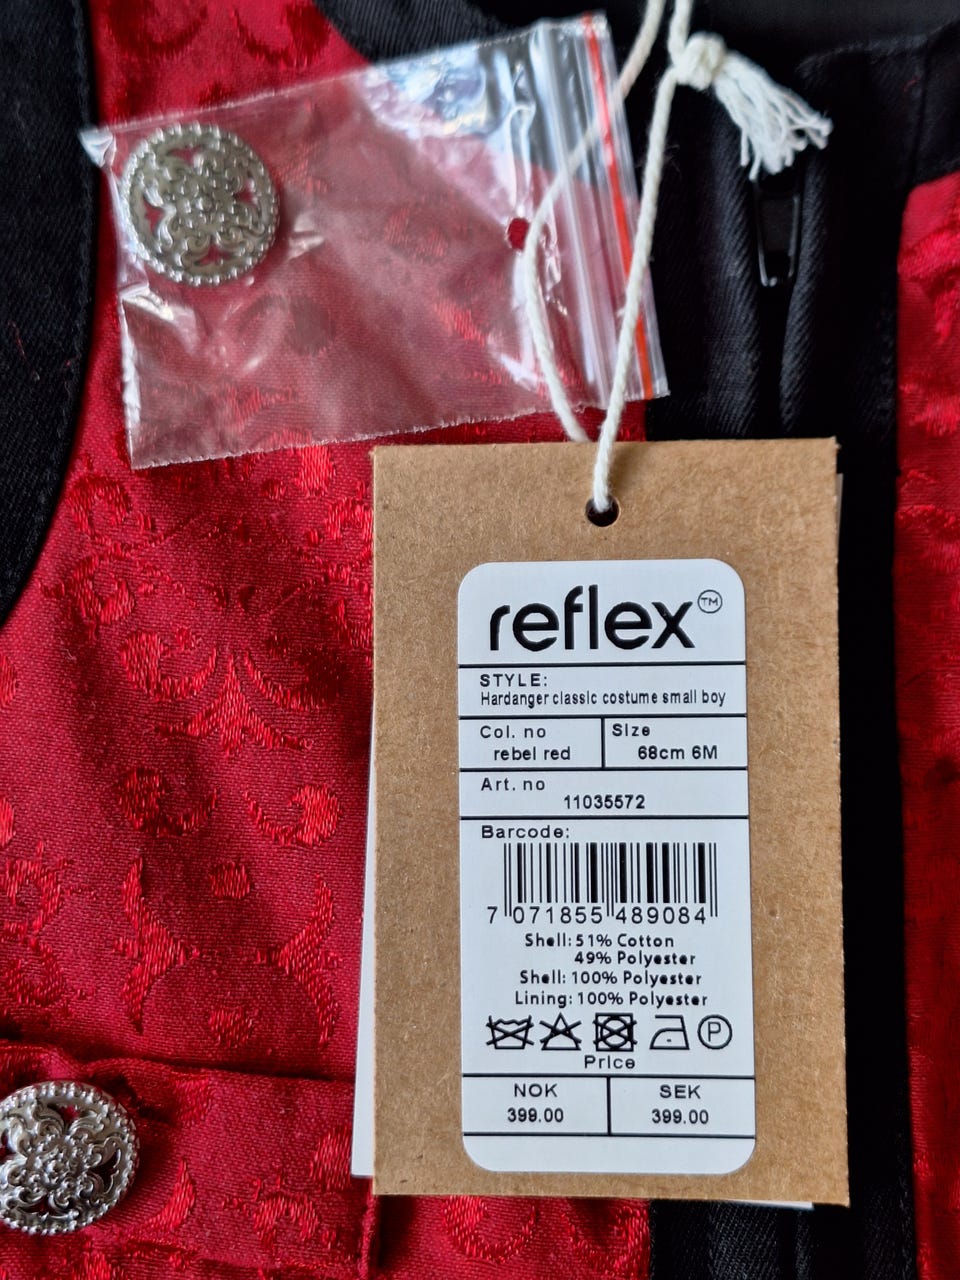 reflex™
STYLE:
Hardanger classic costume small boy
Col. no
rebel red
Size
68cm 6M
Art. no
11035572
Barcode:
7 071855 489084
Shell: 51% Cotton
49% Polyester
Shell: 100% Polyester
Lining: 100% Polyester
P
Price
NOK
399.00
SEK
399.00